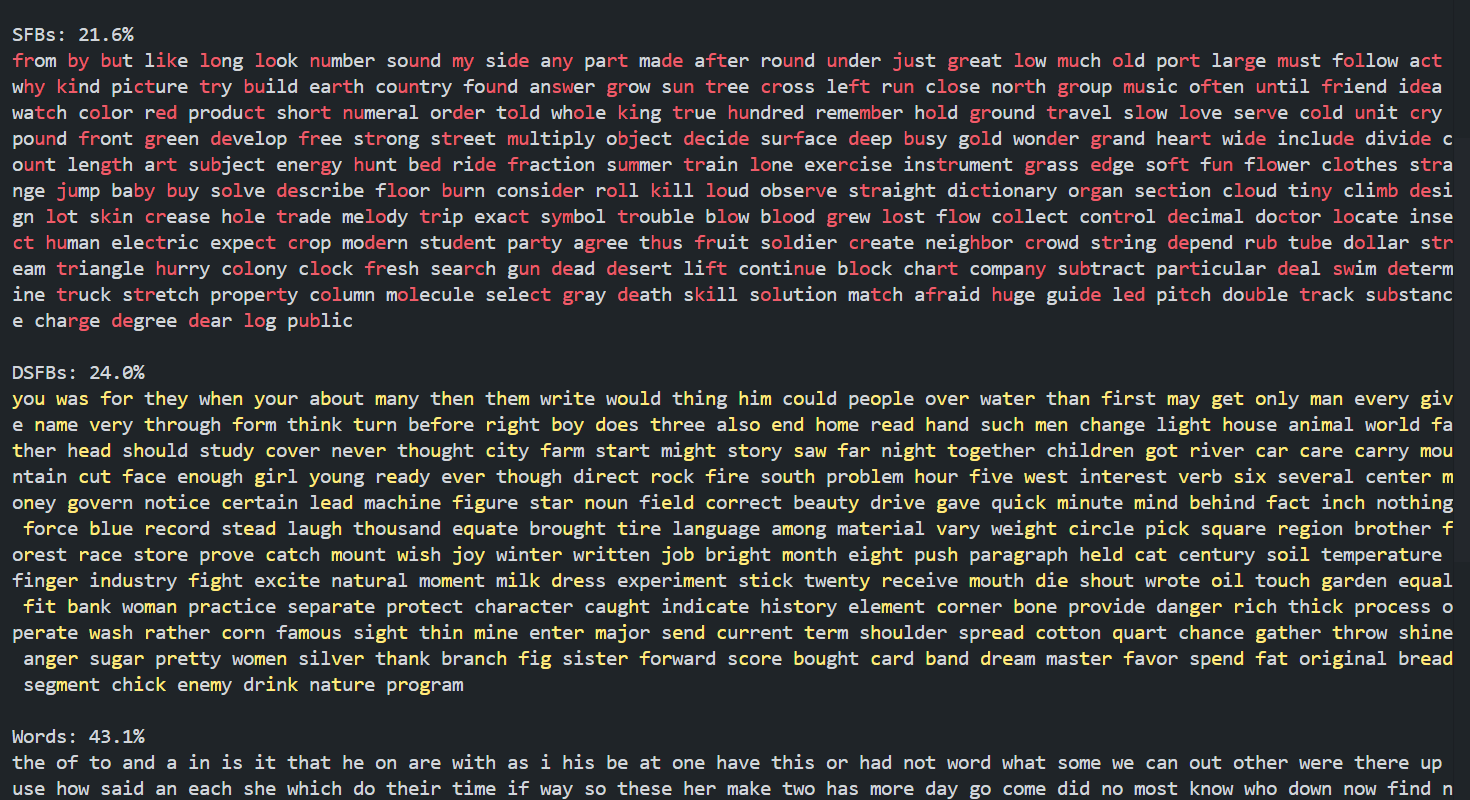 SFBs: 21.6%
from by but like long look number sound my side any part made after round under just great low much old port large must follow act
why kind picture try build earth country found answer grow sun tree cross left run close north group music often until friend idea
watch color red product short numeral order told whole king true hundred remember hold ground travel slow love serve cold unit cry
pound front green develop free strong street multiply object decide surface deep busy gold wonder grand heart wide include divide c
ount length art subject energy hunt bed ride fraction summer train lone exercise instrument grass edge soft fun flower clothes stra
nge jump baby buy solve describe floor burn consider roll kill loud observe straight dictionary organ section cloud tiny climb desi
gn lot skin crease hole trade melody trip exact symbol trouble blow blood grew lost flow collect control decimal doctor locate inse
ct human electric expect crop modern student party agree thus fruit soldier create neighbor crowd string depend rub tube dollar str
eam triangle hurry colony clock fresh search gun dead desert lift continue block chart company subtract particular deal swim determ
ine truck stretch property column molecule select gray death skill solution match afraid huge guide led pitch double track substanc
e charge degree dear log public
DSFBs: 24.0%
you was for they when your about many then them write would thing him could people over water than first may get only man every giv
e name very through form think turn before right boy does three also end home read hand such men change light house animal world fa
ther head should study cover never thought city farm start might story saw far night together children got river car care carry mou
ntain cut face enough girl young ready ever though direct rock fire south problem hour five west interest verb six several center m
oney govern notice certain lead machine figure star noun field correct beauty drive gave quick minute mind behind fact inch nothing
force blue record stead laugh thousand equate brought tire language among material vary weight circle pick square region brother f
orest race store prove catch mount wish joy winter written job bright month eight push paragraph held cat century soil temperature
finger industry fight excite natural moment milk dress experiment stick twenty receive mouth die shout wrote oil touch garden equal
fit bank woman practice separate protect character caught indicate history element corner bone provide danger rich thick process o
perate wash rather corn famous sight thin mine enter major send current term shoulder spread cotton quart chance gather throw shine
anger sugar pretty women silver thank branch fig sister forward score bought card band dream master favor spend fat original bread
segment chick enemy drink nature program
Words: 43.1%
the of to and a in is it that he on are with as i his be at one have this or had not word what some we can out other were there up
use how said an each she which do their time if way so these her make two has more day go come did no most know who down now find n